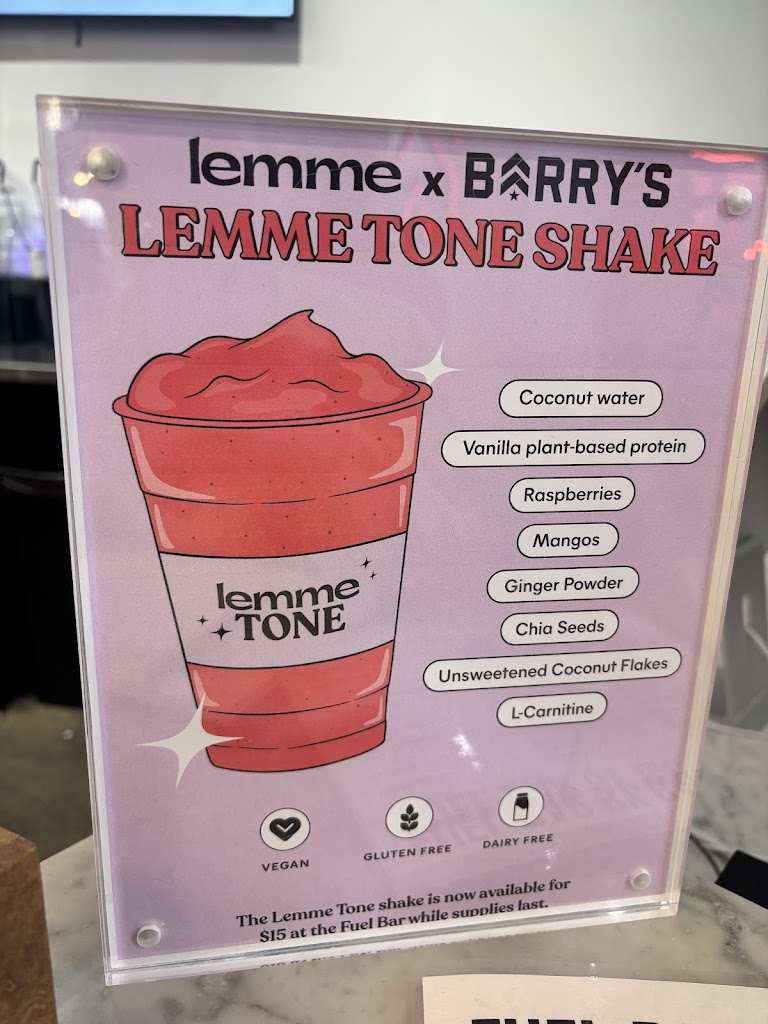 lemme x BARRY'S
LEMME TONE SHAKE
Coconut water
Vanilla plant-based protein
Raspberries
Mangos
Ginger Powder
Chia Seeds
Unsweetened Coconut Flakes
L-Carnitine
lemme
TONE
VEGAN
GLUTEN FREE
DAIRY FREE
The Lemme Tone shake is now available for
$15 at the Fuel Bar while supplies last.